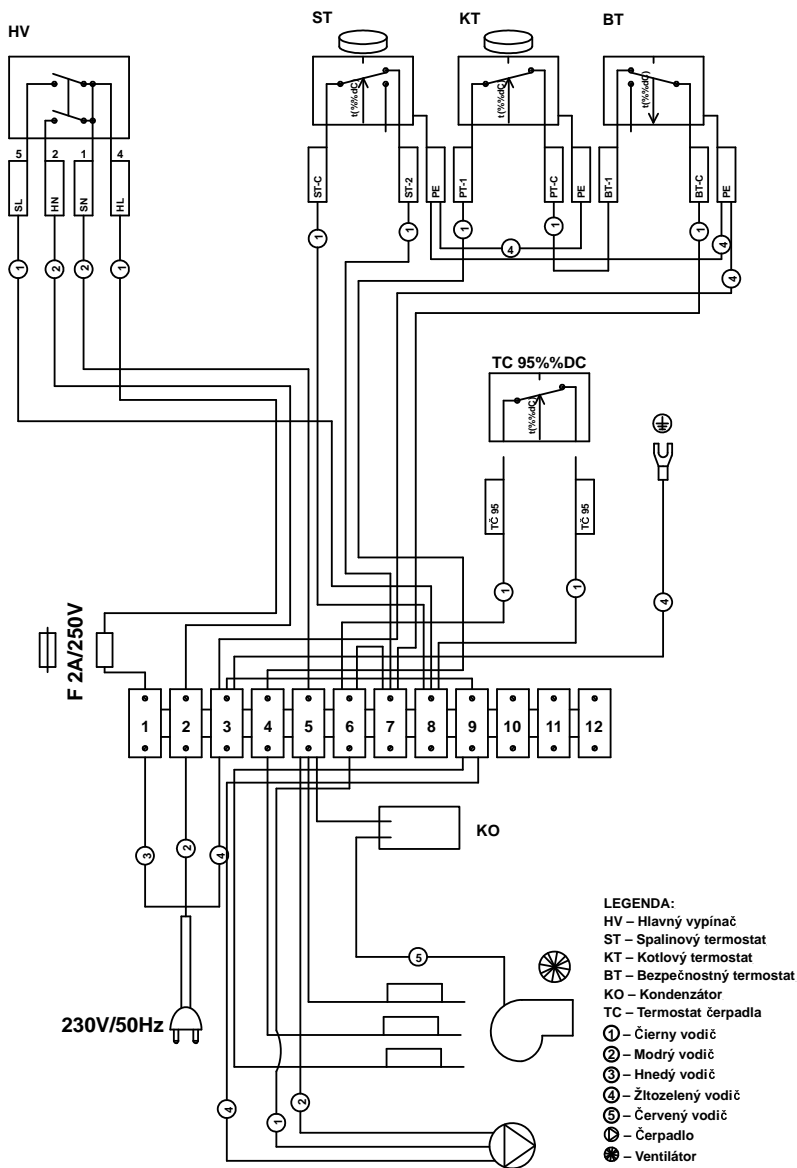 HV
ST
KT
BT
t(%%dC)
t(%%dC)
t(%%dC)
5
2
1
4
SL
HN
SN
HL
ST-C
ST-2
PE
PT-1
PT-C
PE
BT-1
BT-C
PE
1
2
2
1
1
1
4
1
1
1
4
4
TC 95%%DC
t(%%dC)
TČ 95
TČ 95
1
1
4
F 2A/250V
1
2
3
4
5
6
7
8
9
10
11
12
KO
3
2
4
5
230V/50Hz
4
1
2
LEGENDA:
HV – Hlavný vypínač
ST – Spalinový termostat
KT – Kotlový termostat
BT – Bezpečnostný termostat
KO – Kondenzátor
TC – Termostat čerpadla
1 – Čierny vodič
2 – Modrý vodič
3 – Hnedý vodič
4 – Žltozelený vodič
5 – Červený vodič
– Čerpadlo
– Ventilátor